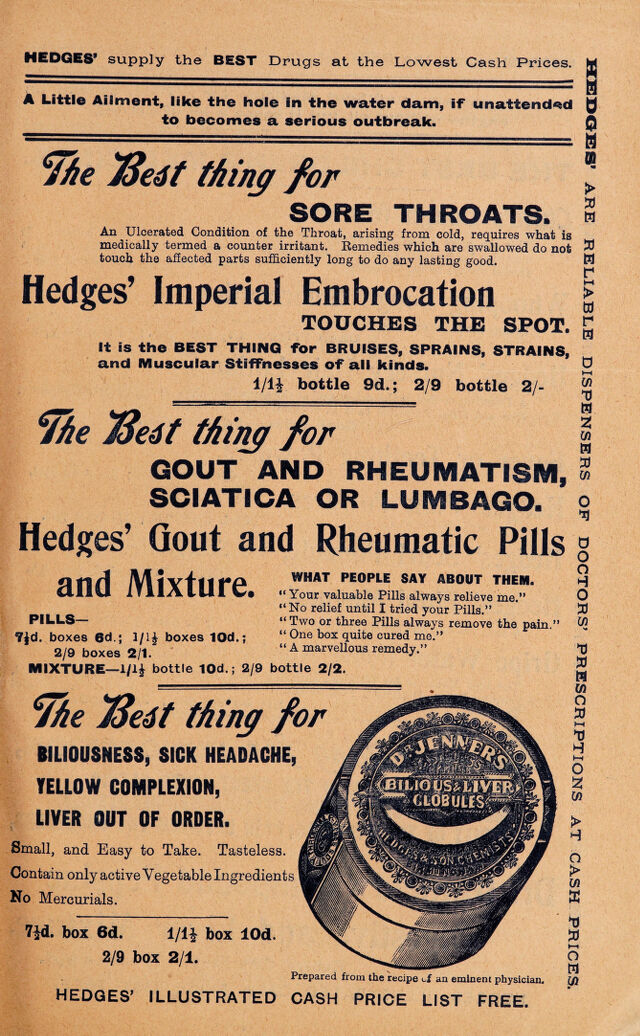 HEDGES' supply the BEST Drugs at the Lowest Cash Prices.
A Little Ailment, like the hole in the water dam, if unattended
to becomes a serious outbreak.
The Best thing for
SORE THROATS.
An Ulcerated Condition of the Throat, arising from cold, requires what is
medically termed a counter irritant. Remedies which are swallowed do not
touch the affected parts sufficiently long to do any lasting good.
Hedges' Imperial Embrocation
TOUCHES THE SPOT.
It is the BEST THING for BRUISES, SPRAINS, STRAINS,
and Muscular Stiffnesses of all kinds.
1/1½ bottle 9d.; 2/9 bottle 2/-
The Best thing for
GOUT AND RHEUMATISM,
SCIATICA OR LUMBAGO.
Hedges' Gout and Rheumatic Pills
and Mixture.
PILLS—
7½d. boxes 6d.; 1/1½ boxes 10d.;
2/9 boxes 2/1.
WHAT PEOPLE SAY ABOUT THEM.
"Your valuable Pills always relieve me."
"No relief until I tried your Pills."
"Two or three Pills always remove the pain."
"One box quite cured me."
"A marvellous remedy."
MIXTURE—1/1½ bottle 10d.; 2/9 bottle 2/2.
The Best thing for
BILIOUSNESS, SICK HEADACHE,
YELLOW COMPLEXION,
LIVER OUT OF ORDER.
Small, and Easy to Take. Tasteless.
Contain only active Vegetable Ingredients
No Mercurials.
7½d. box 6d. 1/1½ box 10d.
2/9 box 2/1.
DR JENNER'S
BILIOUS & LIVER
GLOBULES
HEDGES & SON CHEMISTS
Prepared from the recipe of an eminent physician.
HEDGES' ILLUSTRATED CASH PRICE LIST FREE.
HEDGES' ARE RELIABLE DISPENSERS OF DOCTORS' PRESCRIPTIONS AT CASH PRICES.